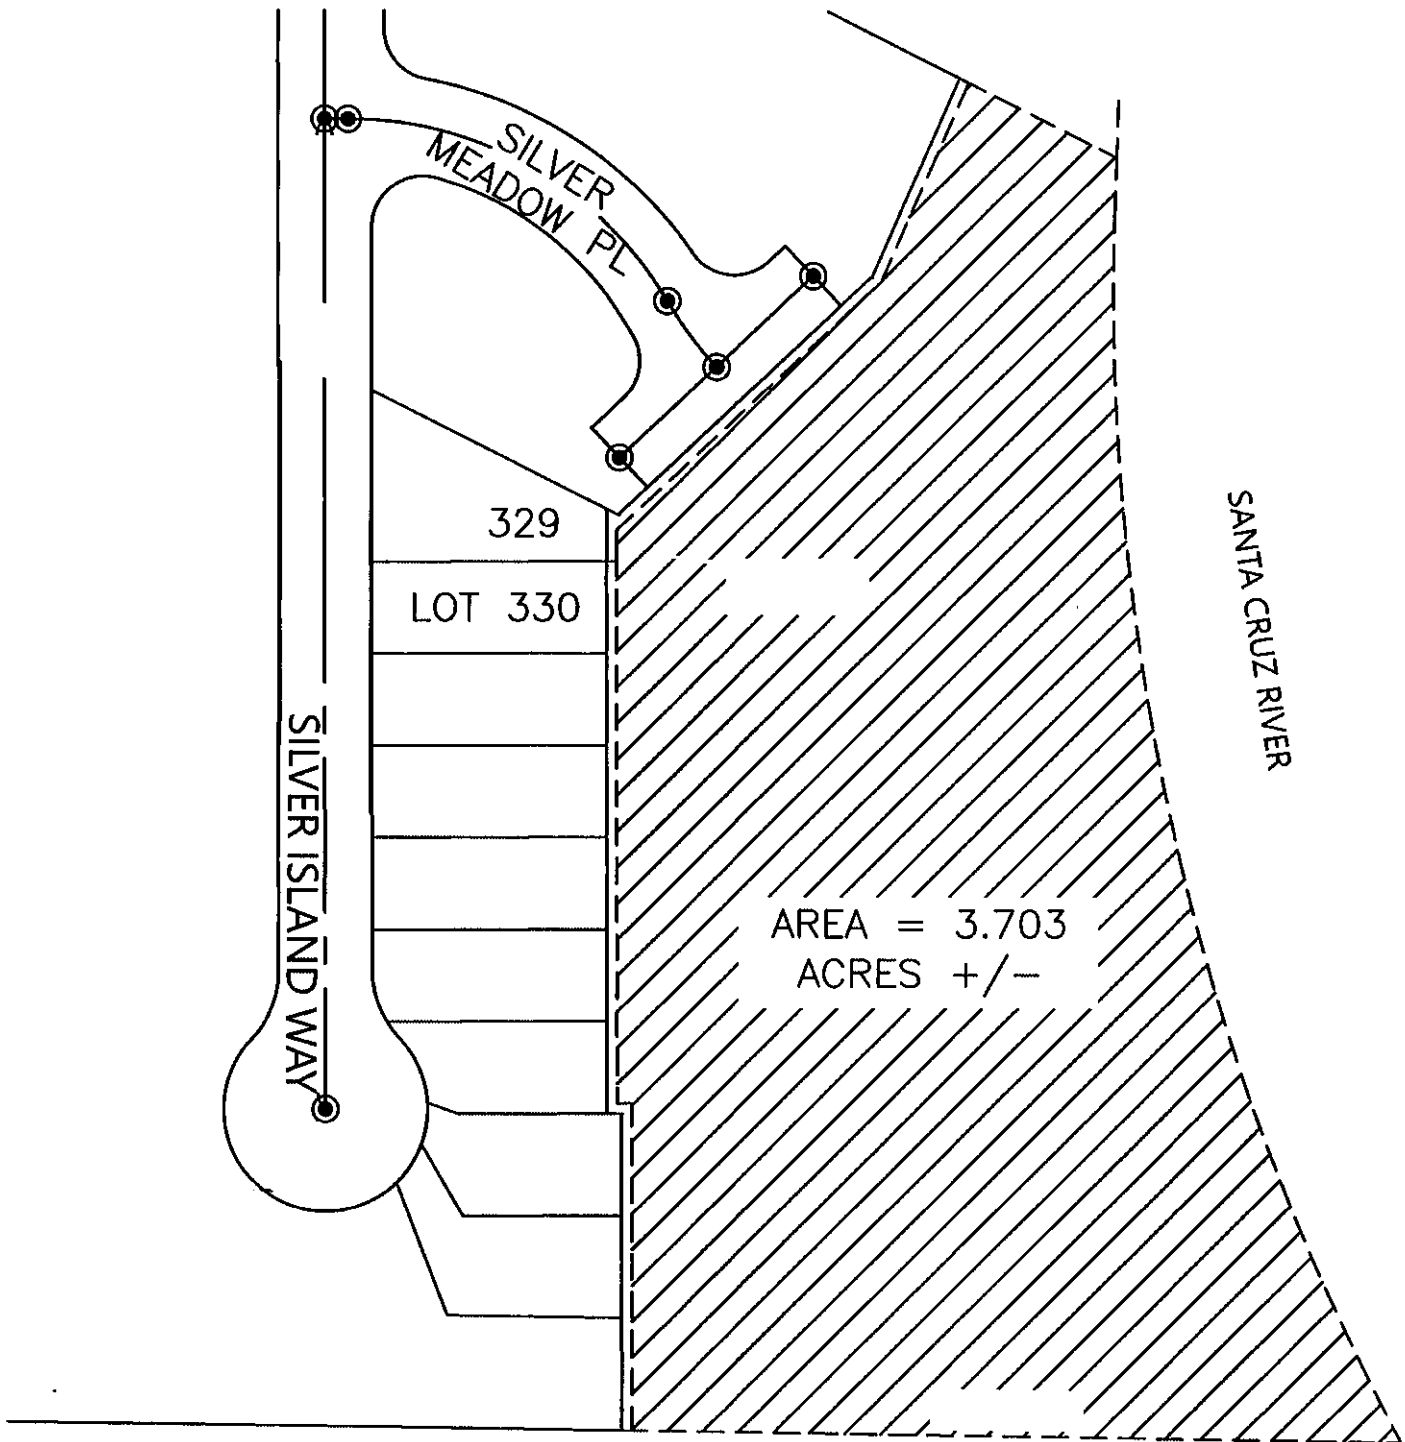 SILVER
MEADOW PL
329
LOT 330
SANTA CRUZ RIVER
SILVER ISLAND WAY
AREA = 3.703
ACRES +/-